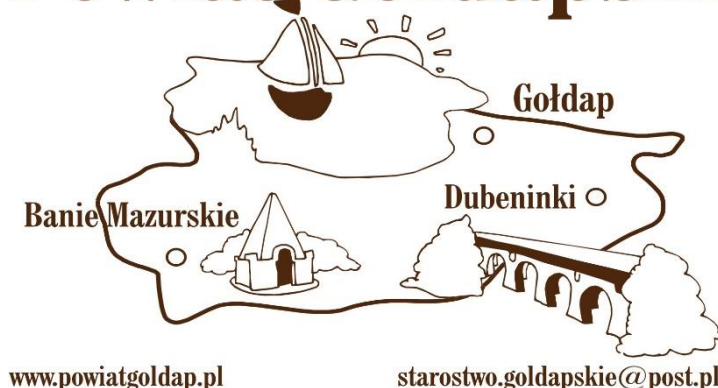 Gołdap
Dubeninki
Banie Mazurskie
www.powiatgoldap.pl
starostwo.goldapskie@post.pl